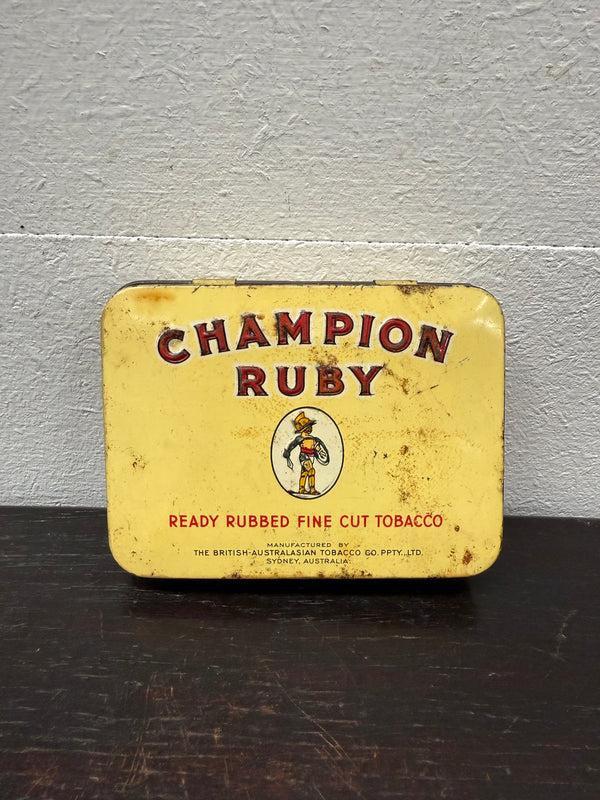 CHAMPION
RUBY
READY RUBBED FINE CUT TOBACCO
MANUFACTURED BY
THE BRITISH-AUSTRALASIAN TOBACCO CO. PPTY., LTD.
SYDNEY, AUSTRALIA.